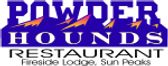 POWDER
HOUNDS
RESTAURANT
Fireside Lodge, Sun Peaks